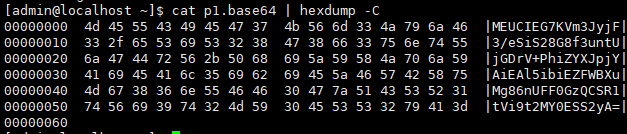 [admin@localhost ~]$ cat p1.base64 | hexdump -C
00000000 4d 45 55 43 49 45 47 37 4b 56 6d 33 4a 79 6a 46 |MEUCIEG7KVm3JyjF|
00000010 33 2f 65 53 69 53 32 38 47 38 66 33 75 6e 74 55 |3/eSiS28G8f3untU|
00000020 6a 47 44 72 56 2b 50 68 69 5a 59 58 4a 70 6a 59 |jGDrV+PhiZYXJpjY|
00000030 41 69 45 41 6c 35 69 62 69 45 5a 46 57 42 58 75 |AiEAl5ibiEZFWBXu|
00000040 4d 67 38 36 6e 55 46 46 30 47 7a 51 43 53 52 31 |Mg86nUFF0GzQCSR1|
00000050 74 56 69 39 74 32 4d 59 30 45 53 53 32 79 41 3d |tVi9t2MY0ESS2yA=|
00000060